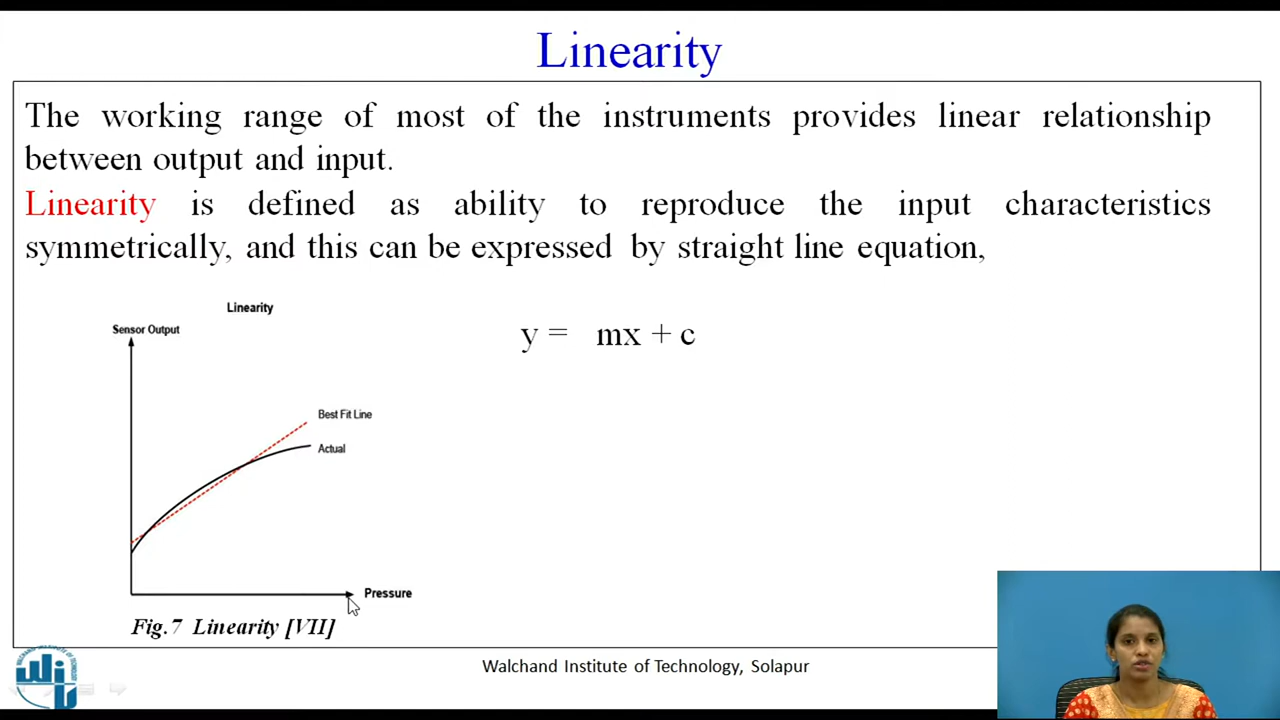 Linearity
The working range of most of the instruments provides linear relationship
between output and input.
Linearity is defined as ability to reproduce the input characteristics
symmetrically, and this can be expressed by straight line equation,
Linearity
Sensor Output
y = mx + c
Best Fit Line
Actual
Pressure
Fig.7 Linearity [VII]
Walchand Institute of Technology, Solapur